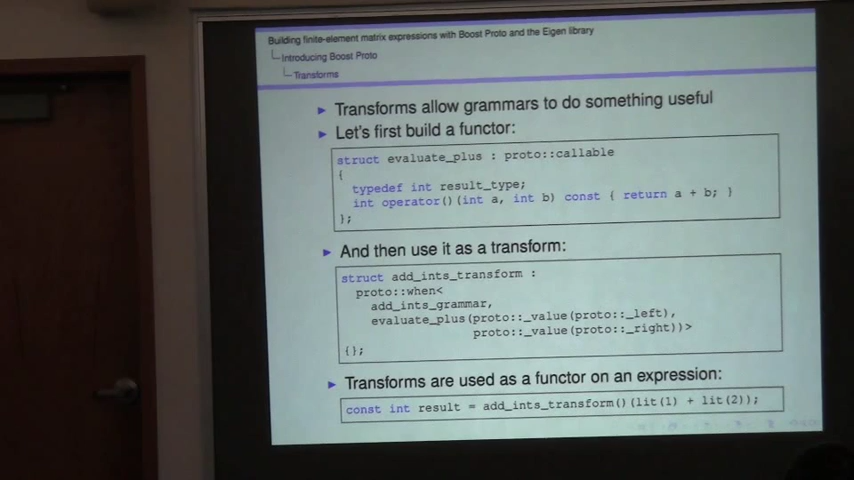 Building finite-element matrix expressions with Boost Proto and the Eigen library
Introducing Boost Proto
Transforms
Transforms allow grammars to do something useful
Let's first build a functor:
struct evaluate_plus : proto::callable
{
typedef int result_type;
int operator()(int a, int b) const { return a + b; }
};
And then use it as a transform:
struct add_ints_transform :
proto::when<
add_ints_grammar,
evaluate_plus(proto::_value(proto::_left),
proto::_value(proto::_right))>
{};
Transforms are used as a functor on an expression:
const int result = add_ints_transform()(lit(1) + lit(2));